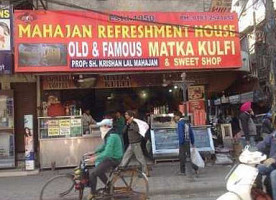 MAHAJAN REFRESHMENT HOUSE
OLD & FAMOUS MATKA KULFI
PROP: SH. KRISHAN LAL MAHAJAN & SWEET SHOP